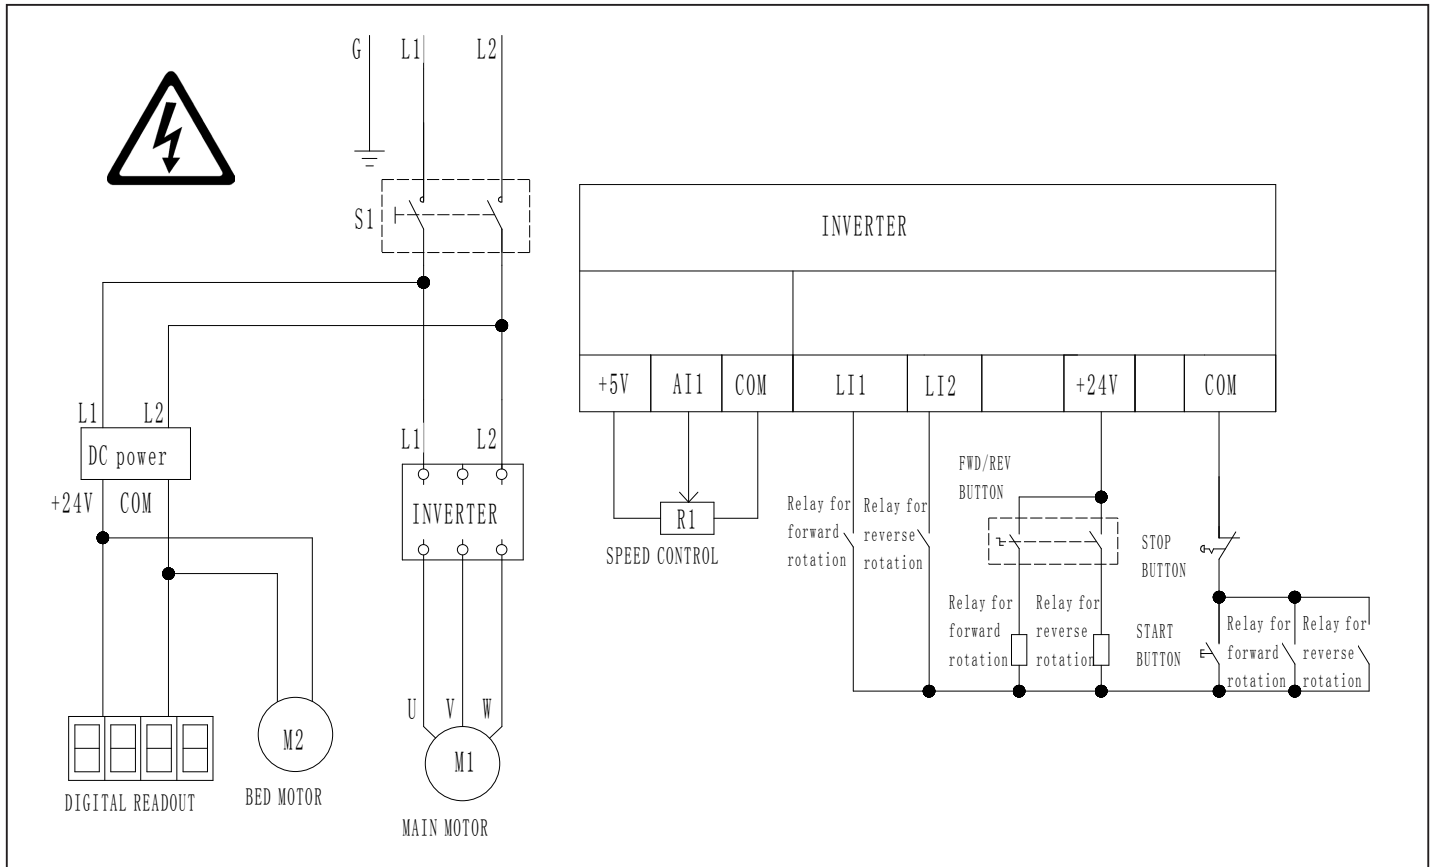 G L1 L2
S1
INVERTER
+5V AI1 COM LI1 LI2 +24V COM
L1 L2
DC power
+24V COM
L1 L2
INVERTER
R1
SPEED CONTROL
Relay for
forward
rotation
Relay for
reverse
rotation
FWD/REV
BUTTON
STOP
BUTTON
Relay for
forward
rotation
Relay for
reverse
rotation
START
BUTTON
Relay for
forward
rotation
Relay for
reverse
rotation
U V W
M2
M1
DIGITAL READOUT
BED MOTOR
MAIN MOTOR